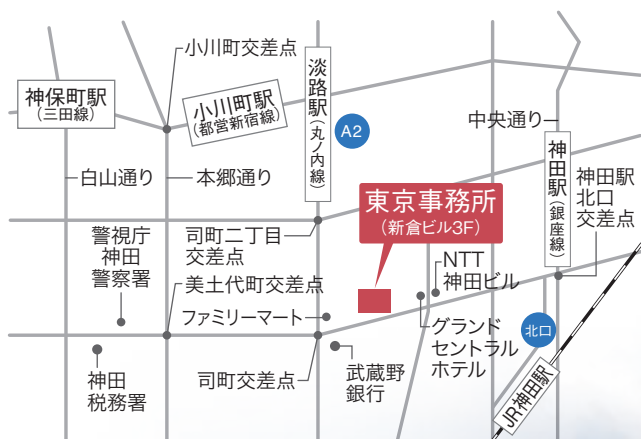 小川町交差点
神保町駅
（三田線）
小川町駅
（都営新宿線）
淡路駅（丸ノ内線）
A2
中央通り
神田駅（銀座線）
神田駅
北口
交差点
白山通り
本郷通り
東京事務所
（新倉ビル3F）
警視庁
神田
警察署
司町二丁目
交差点
NTT
神田ビル
美土代町交差点
ファミリーマート
グランド
セントラル
ホテル
北口
神田
税務署
司町交差点
武蔵野
銀行
JR神田駅